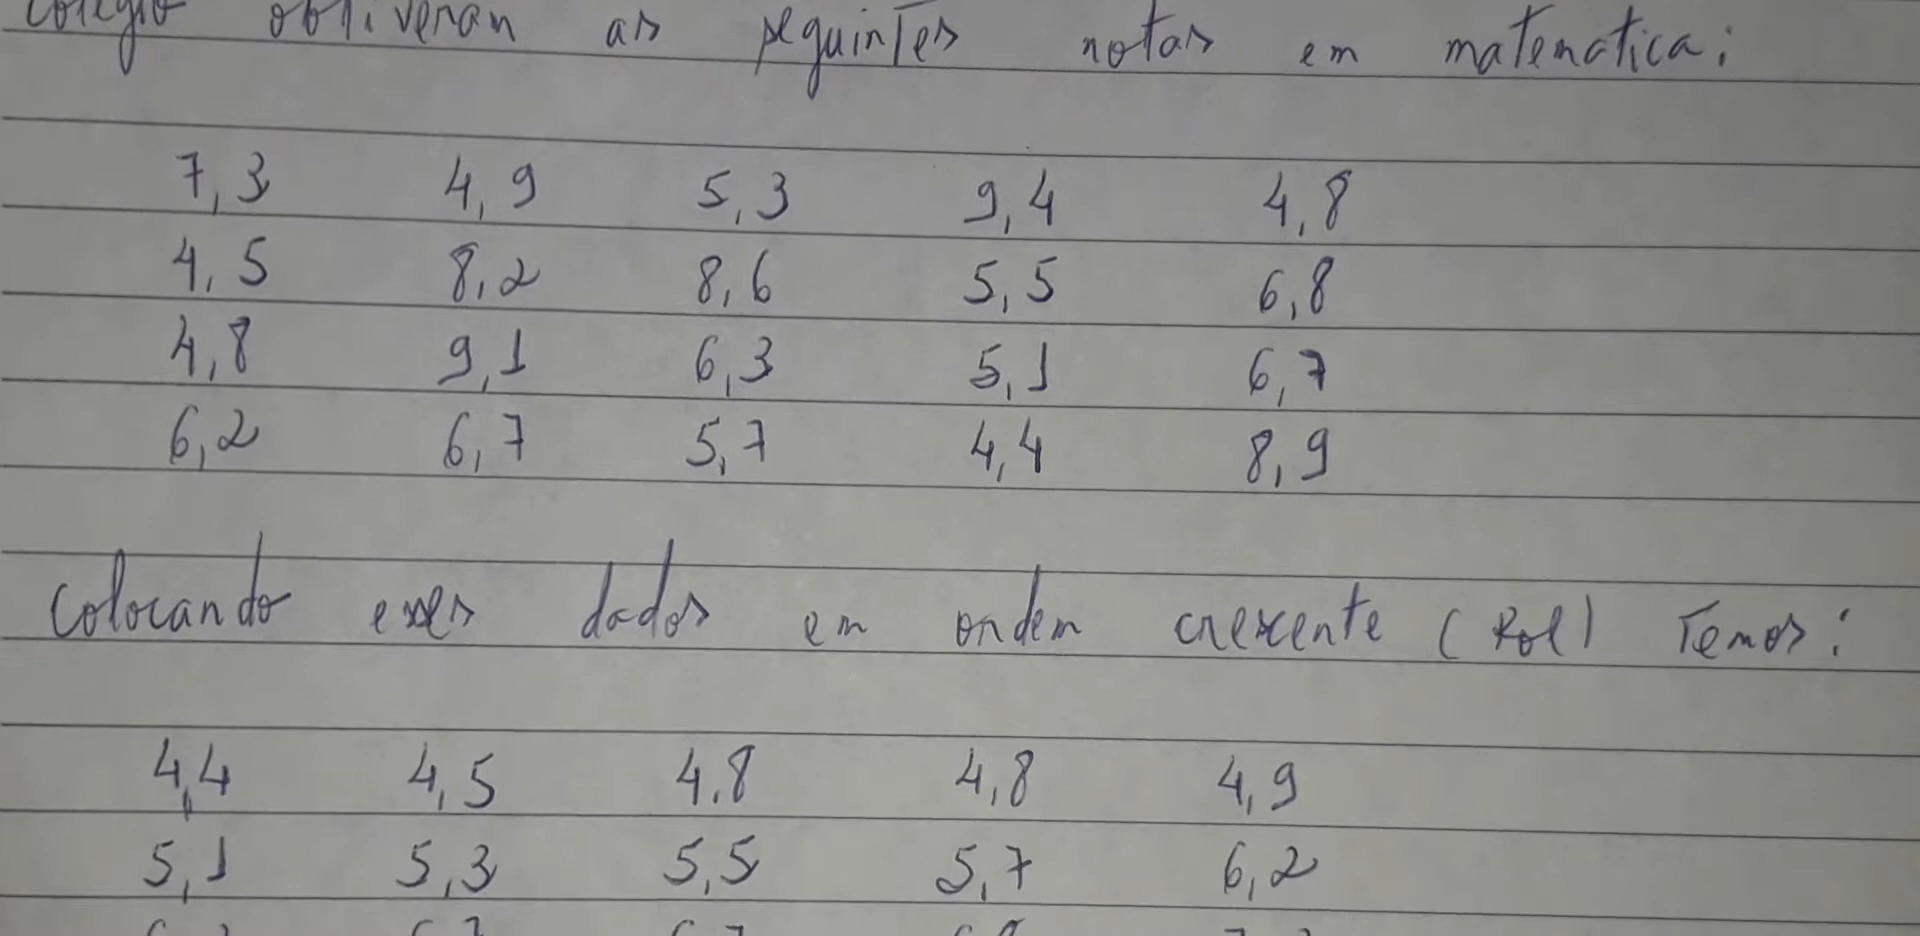 colegio obtiveram as seguintes notas em matematica:
7,3 4,9 5,3 9,4 4,8
4,5 8,2 8,6 5,5 6,8
4,8 9,1 6,3 5,1 6,7
6,2 6,7 5,7 4,4 8,9
Colocando esses dados em ordem crescente (Rol) Temos:
4,4 4,5 4,8 4,8 4,9
5,1 5,3 5,5 5,7 6,2